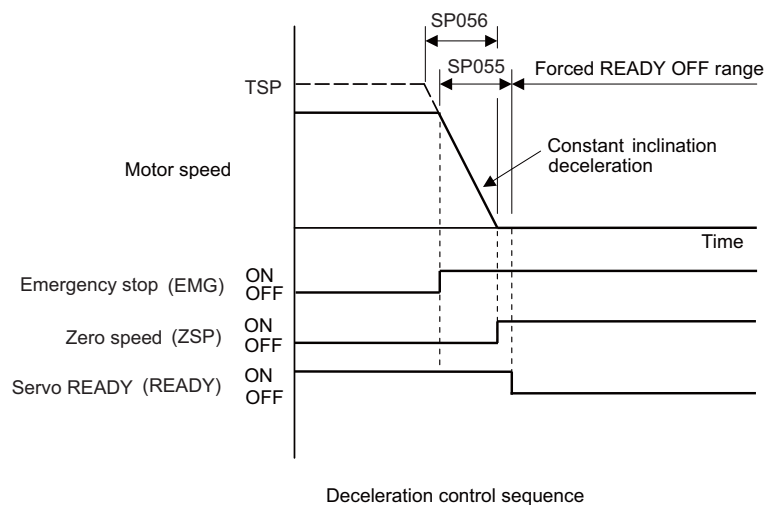 SP056
SP055
Forced READY OFF range
TSP
Constant inclination
deceleration
Motor speed
Time
Emergency stop (EMG)
ON
OFF
Zero speed (ZSP)
ON
OFF
Servo READY (READY)
ON
OFF
Deceleration control sequence